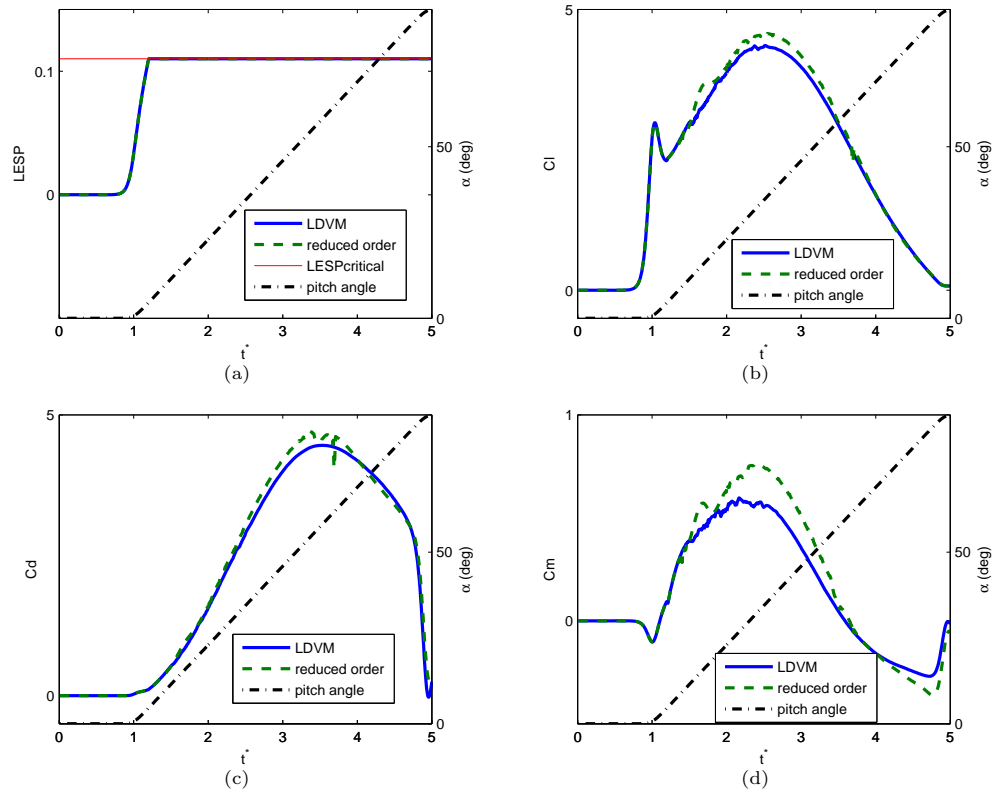 0.1
0
LESP
50
0
α (deg)
LDVM
reduced order
LESPcritical
pitch angle
0 1 2 3 4 5
t*
(a)
5
0
Cl
50
0
α (deg)
LDVM
reduced order
pitch angle
0 1 2 3 4 5
t*
(b)
5
0
Cd
50
0
α (deg)
LDVM
reduced order
pitch angle
0 1 2 3 4 5
t*
(c)
1
0
Cm
50
0
α (deg)
LDVM
reduced order
pitch angle
0 1 2 3 4 5
t*
(d)